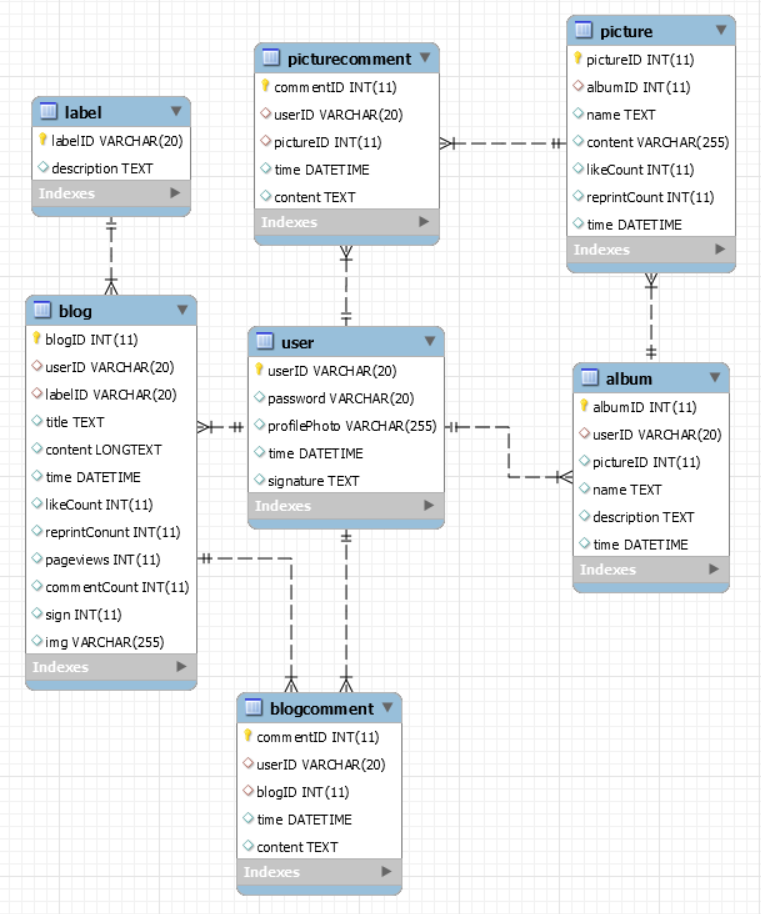 label
labelID VARCHAR(20)
description TEXT
Indexes
picturecomment
commentID INT(11)
userID VARCHAR(20)
pictureID INT(11)
time DATETIME
content TEXT
Indexes
picture
pictureID INT(11)
albumID INT(11)
name TEXT
content VARCHAR(255)
likeCount INT(11)
reprintCount INT(11)
time DATETIME
Indexes
blog
blogID INT(11)
userID VARCHAR(20)
labelID VARCHAR(20)
title TEXT
content LONGTEXT
time DATETIME
likeCount INT(11)
reprintConunt INT(11)
pageviews INT(11)
commentCount INT(11)
sign INT(11)
img VARCHAR(255)
Indexes
user
userID VARCHAR(20)
password VARCHAR(20)
profilePhoto VARCHAR(255)
time DATETIME
signature TEXT
Indexes
album
albumID INT(11)
userID VARCHAR(20)
pictureID INT(11)
name TEXT
description TEXT
time DATETIME
Indexes
blogcomment
commentID INT(11)
userID VARCHAR(20)
blogID INT(11)
time DATETIME
content TEXT
Indexes